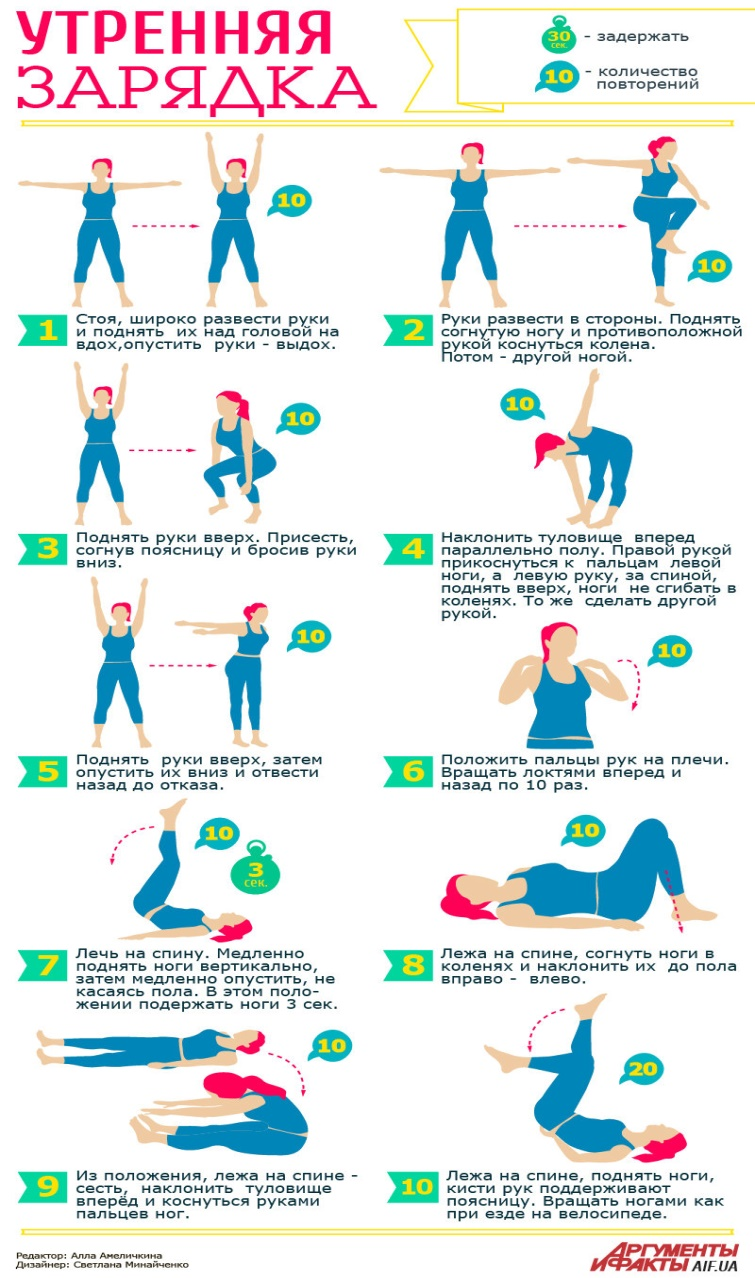 УТРЕННЯЯ
ЗАРЯДКА
30
сек.
- задержать
10
- количество
повторений
10
1
Стоя, широко развести руки
и поднять их над головой на
вдох,опустить руки - выдох.
10
2
Руки развести в стороны. Поднять
согнутую ногу и противоположной
рукой коснуться колена.
Потом - другой ногой.
10
3
Поднять руки вверх. Присесть,
согнув поясницу и бросив руки
вниз.
10
4
Наклонить туловище вперед
параллельно полу. Правой рукой
прикоснуться к пальцам левой
ноги, а левую руку, за спиной,
поднять вверх, ноги не сгибать в
коленях. То же сделать другой
рукой.
10
5
Поднять руки вверх, затем
опустить их вниз и отвести
назад до отказа.
10
6
Положить пальцы рук на плечи.
Вращать локтями вперед и
назад по 10 раз.
10
3
сек.
7
Лечь на спину. Медленно
поднять ноги вертикально,
затем медленно опустить, не
касаясь пола. В этом поло-
жении подержать ноги 3 сек.
10
8
Лежа на спине, согнуть ноги в
коленях и наклонить их до пола
вправо - влево.
10
9
Из положения, лежа на спине -
сесть, наклонить туловище
вперёд и коснуться руками
пальцев ног.
20
10
Лежа на спине, поднять ноги,
кисти рук поддерживают
поясницу. Вращать ногами как
при езде на велосипеде.
Редактор: Алла Амеличкина
Дизайнер: Светлана Минайченко
АРГУМЕНТЫ
И ФАКТЫ AIF.UA